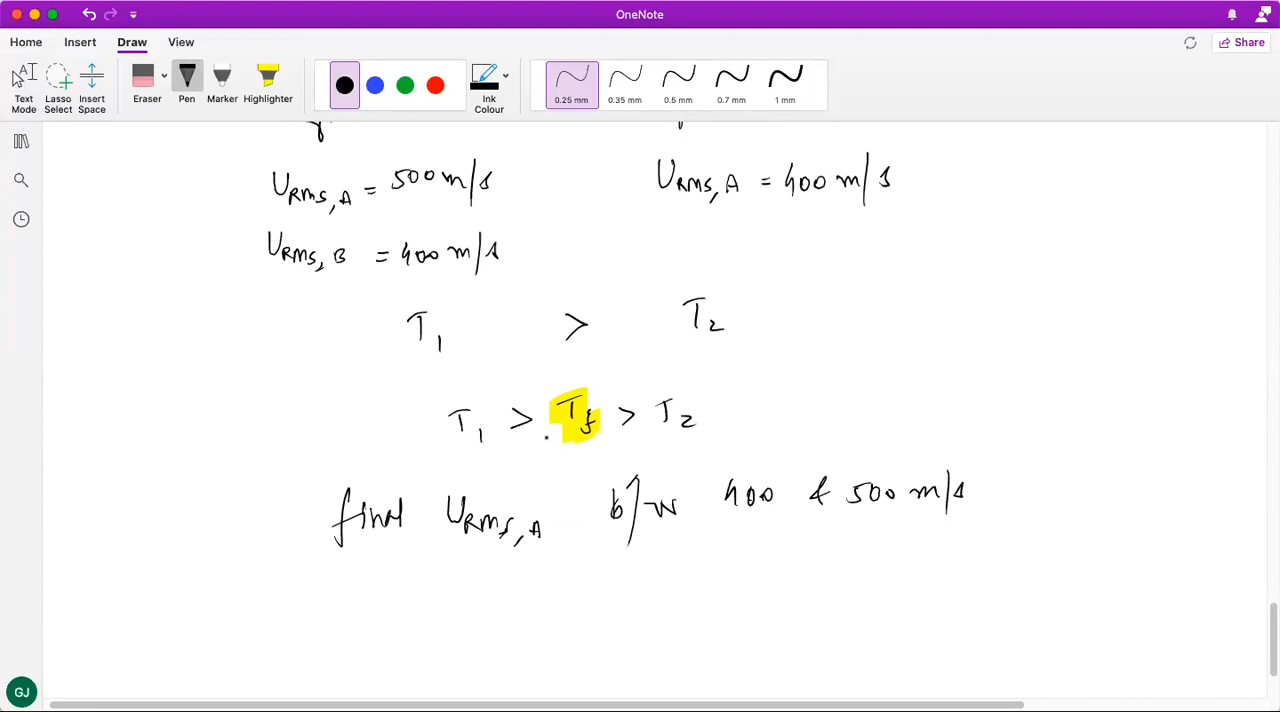 OneNote
Home Insert Draw View
Share
Text Mode
Lasso Select
Insert Space
Eraser
Pen
Marker
Highlighter
Ink Colour
0.25 mm
0.35 mm
0.5 mm
0.7 mm
1 mm
URMS,A = 500 m/s URMS,A = 400 m/s
URMS,B = 400 m/s
T1 > T2
T1 > Tf > T2
final URMS,A b/w 400 & 500 m/s
GJ